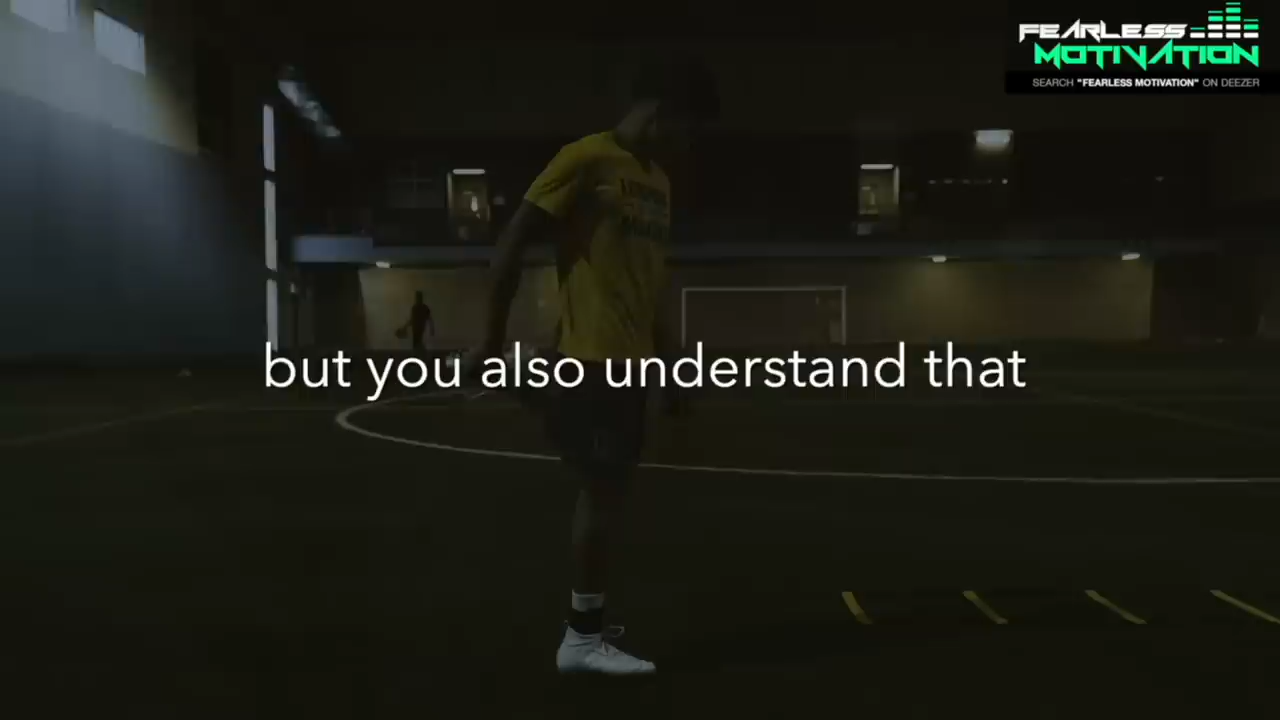 FEARLESS
MOTIVATION
SEARCH "FEARLESS MOTIVATION" ON DEEZER
but you also understand that